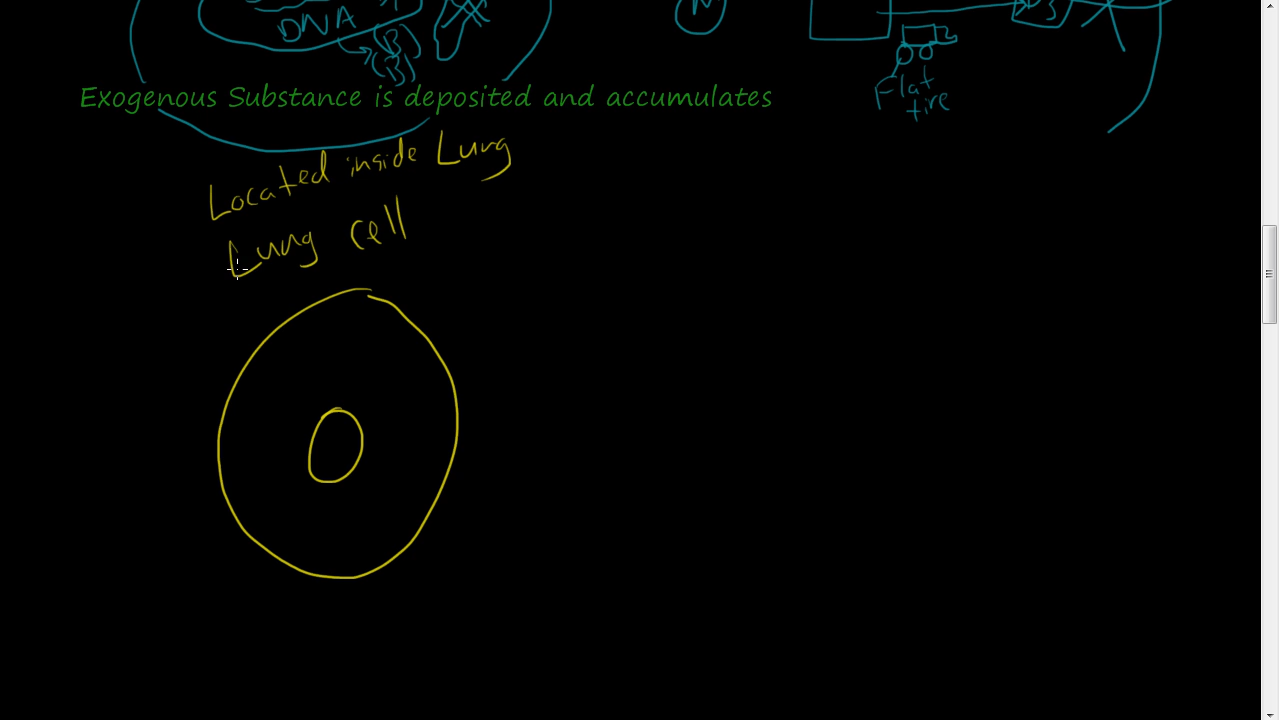 DNA
(B)
(B)
Flat
tire
Exogenous Substance is deposited and accumulates
Located inside Lung
Lung cell